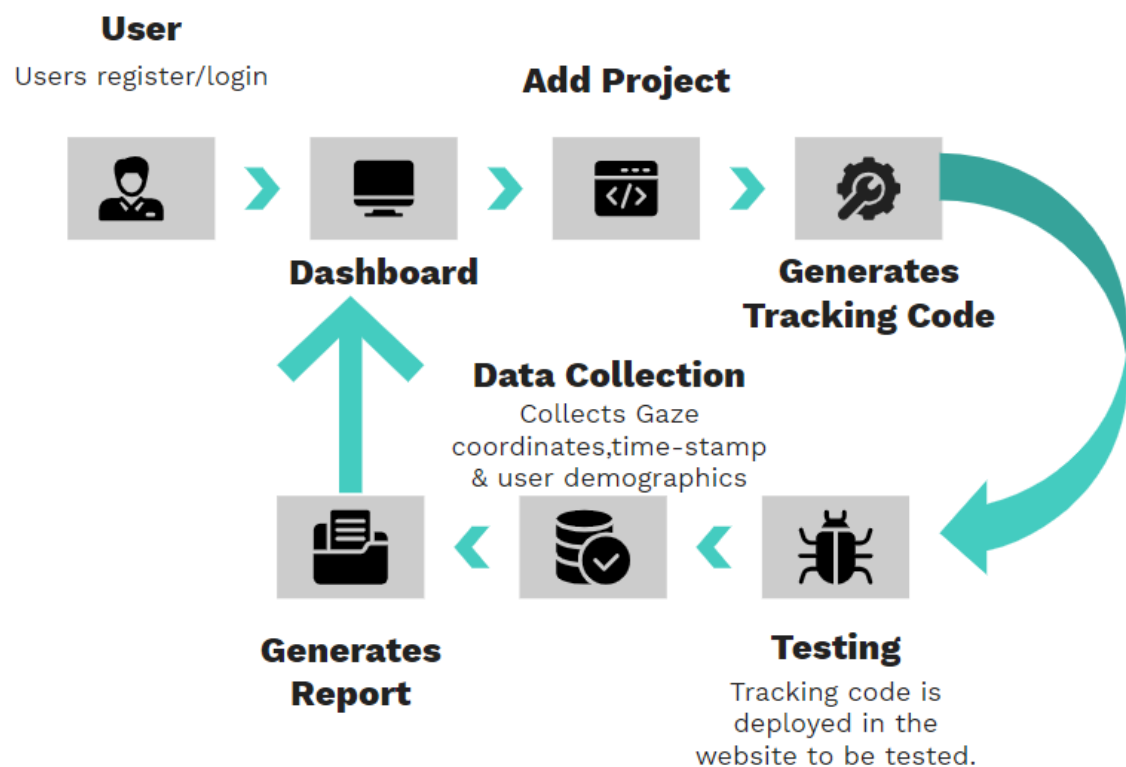 User
Users register/login
Add Project
</>
Dashboard
Generates
Tracking Code
Data Collection
Collects Gaze
coordinates,time-stamp
& user demographics
Generates
Report
Testing
Tracking code is
deployed in the
website to be tested.